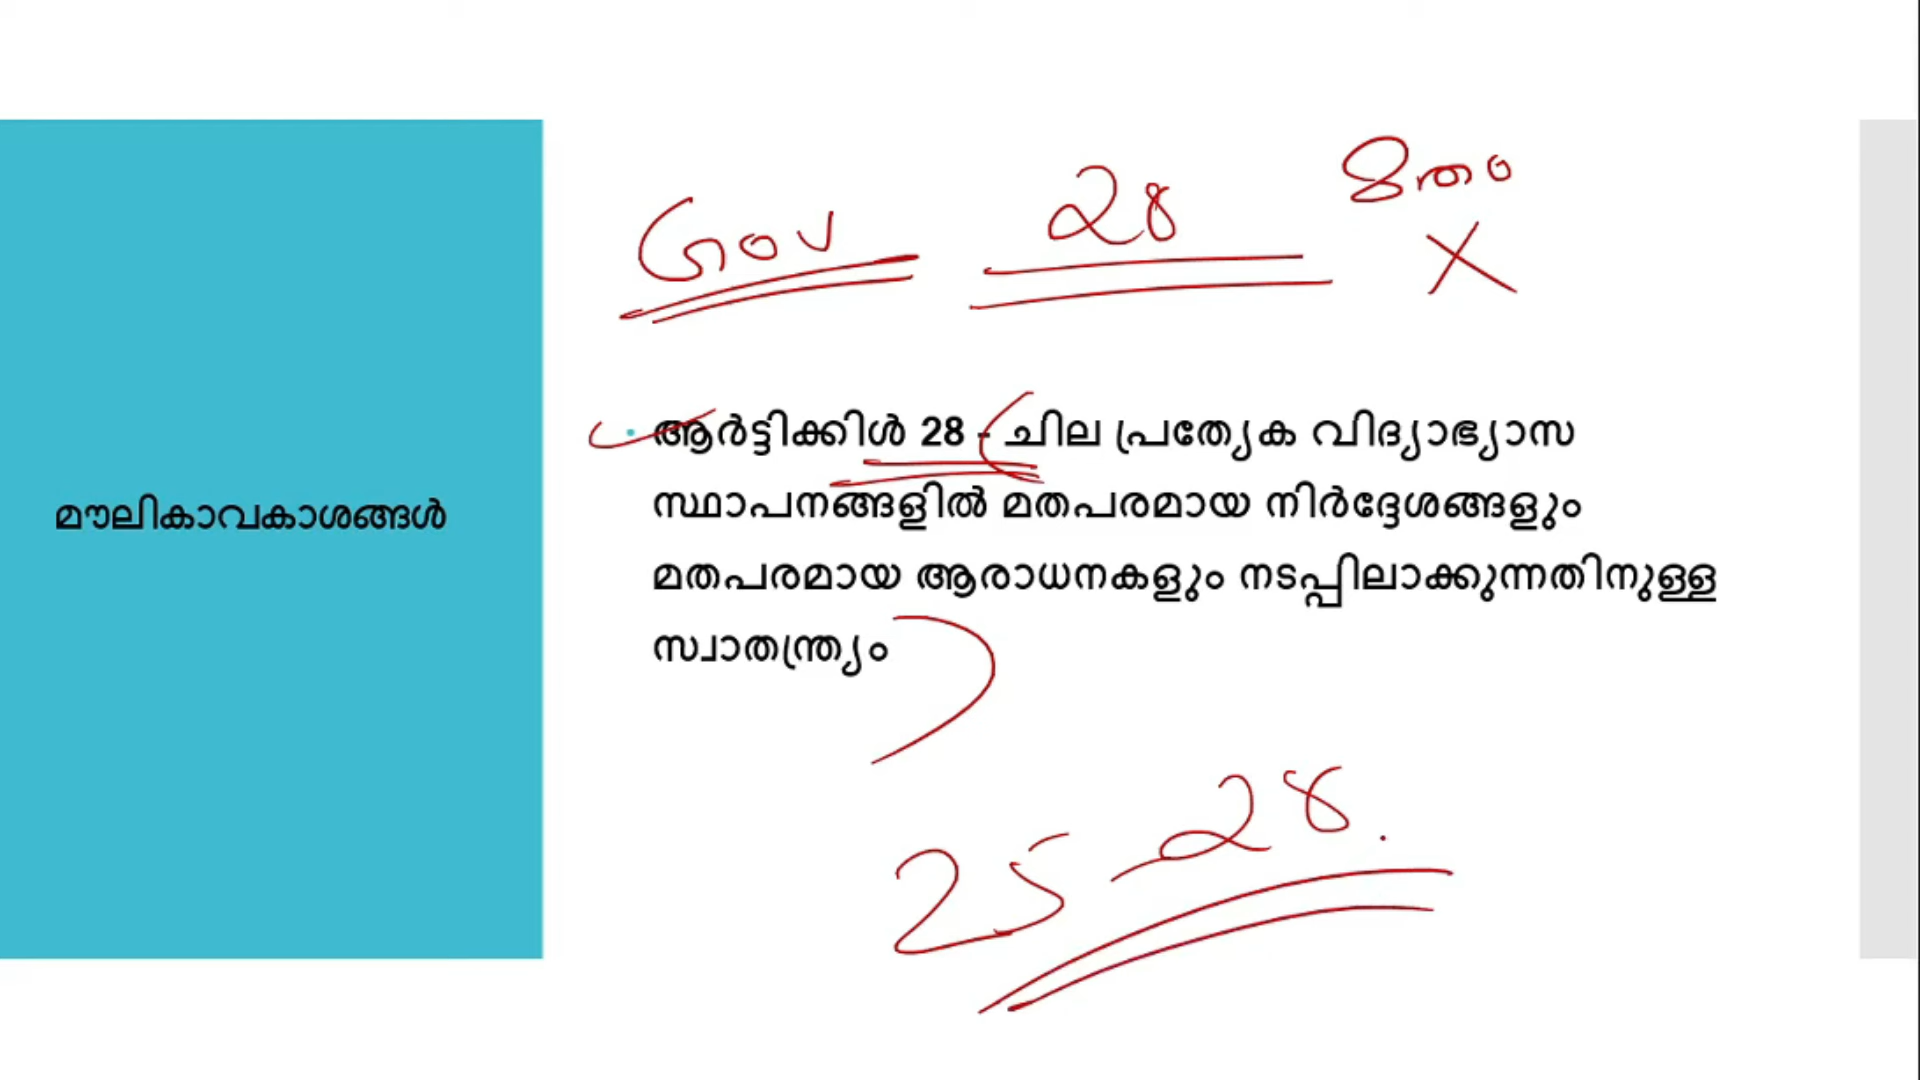 Gov 28 മതം
X
മൗലികാവകാശങ്ങൾ
• ആർട്ടിക്കിൾ 28 - ചില പ്രത്യേക വിദ്യാഭ്യാസ
സ്ഥാപനങ്ങളിൽ മതപരമായ നിർദ്ദേശങ്ങളും
മതപരമായ ആരാധനകളും നടപ്പിലാക്കുന്നതിനുള്ള
സ്വാതന്ത്ര്യം
25-28.